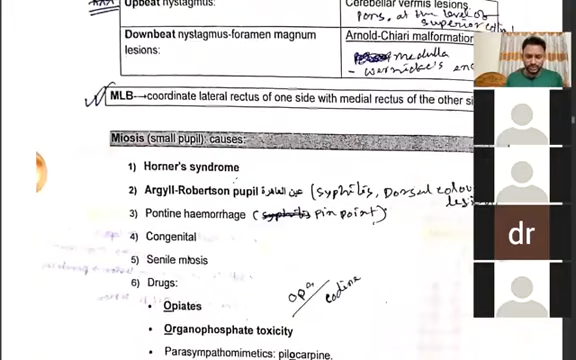 Upbeat nystagmus:
Cerebellar vermis lesions.
pons, at the level of
superior
Downbeat nystagmus-foramen magnum
lesions:
Arnold-Chiari malformation
medulla
- Wernicke's
MLB→coordinate lateral rectus of one side with medial rectus of the other
Miosis (small pupil): causes:
1) Horner's syndrome
2) Argyll-Robertson pupil عين العاهرة (syphilis, Dorsal
3) Pontine haemorrhage (syphilis pin point)
4) Congenital
5) Senile miosis
6) Drugs:
codine
• Opiates
• Organophosphate toxicity
• Parasympathomimetics: pilocarpine.
dr